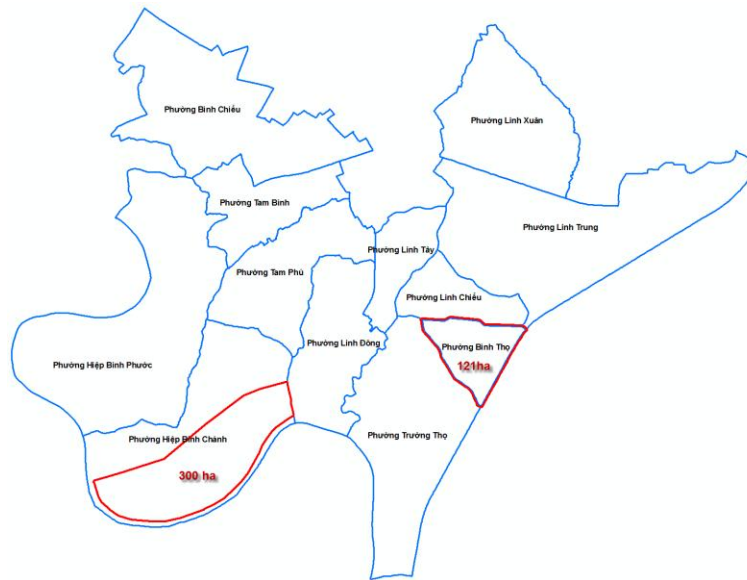 Phường Bình Chiểu
Phường Linh Xuân
Phường Tam Bình
Phường Linh Trung
Phường Linh Tây
Phường Tam Phú
Phường Linh Chiểu
Phường Linh Đông
Phường Bình Thọ
121ha
Phường Hiệp Bình Phước
Phường Hiệp Bình Chánh
Phường Trường Thọ
300 ha